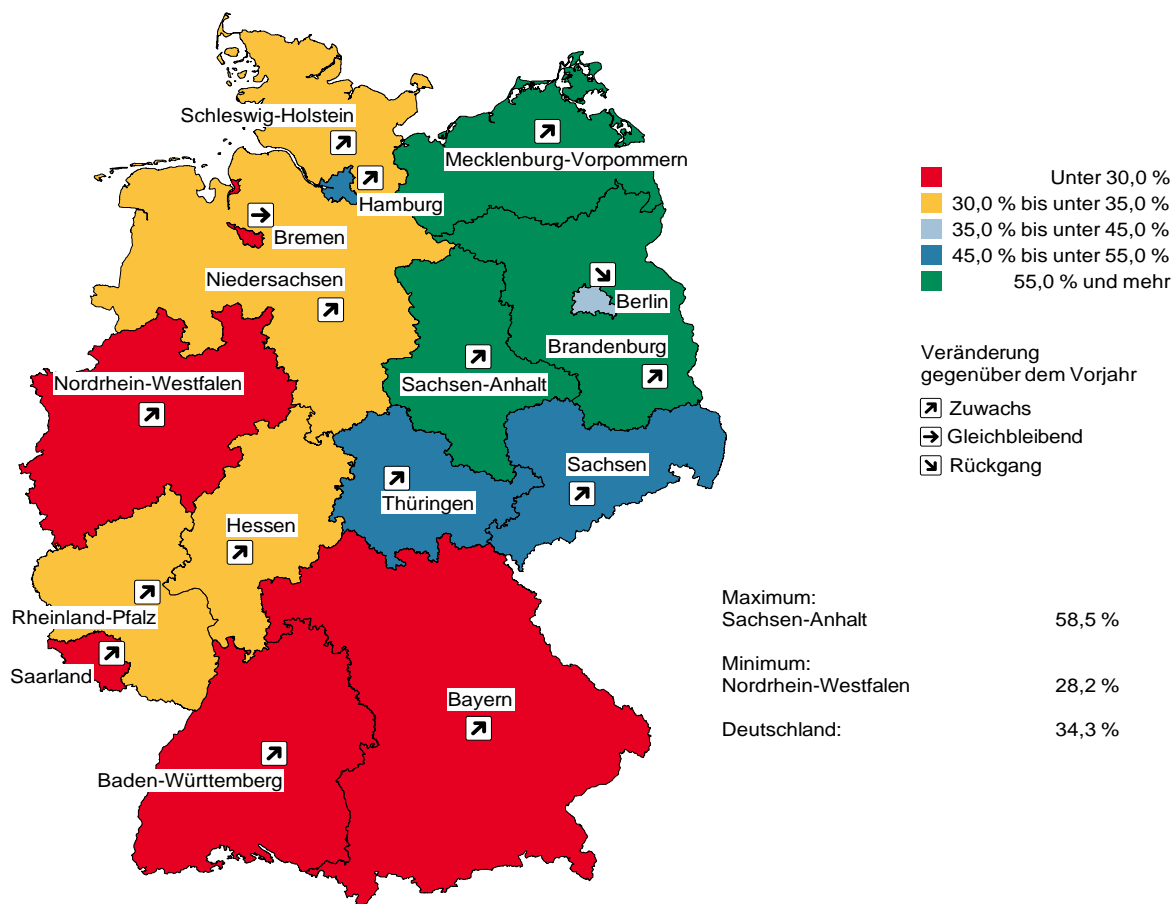 Schleswig-Holstein
Mecklenburg-Vorpommern
Hamburg
Bremen
Niedersachsen
Berlin
Brandenburg
Nordrhein-Westfalen
Sachsen-Anhalt
Sachsen
Thüringen
Hessen
Rheinland-Pfalz
Saarland
Bayern
Baden-Württemberg
Unter 30,0 %
30,0 % bis unter 35,0 %
35,0 % bis unter 45,0 %
45,0 % bis unter 55,0 %
55,0 % und mehr
Veränderung
gegenüber dem Vorjahr
Zuwachs
Gleichbleibend
Rückgang
Maximum:
Sachsen-Anhalt 58,5 %
Minimum:
Nordrhein-Westfalen 28,2 %
Deutschland: 34,3 %